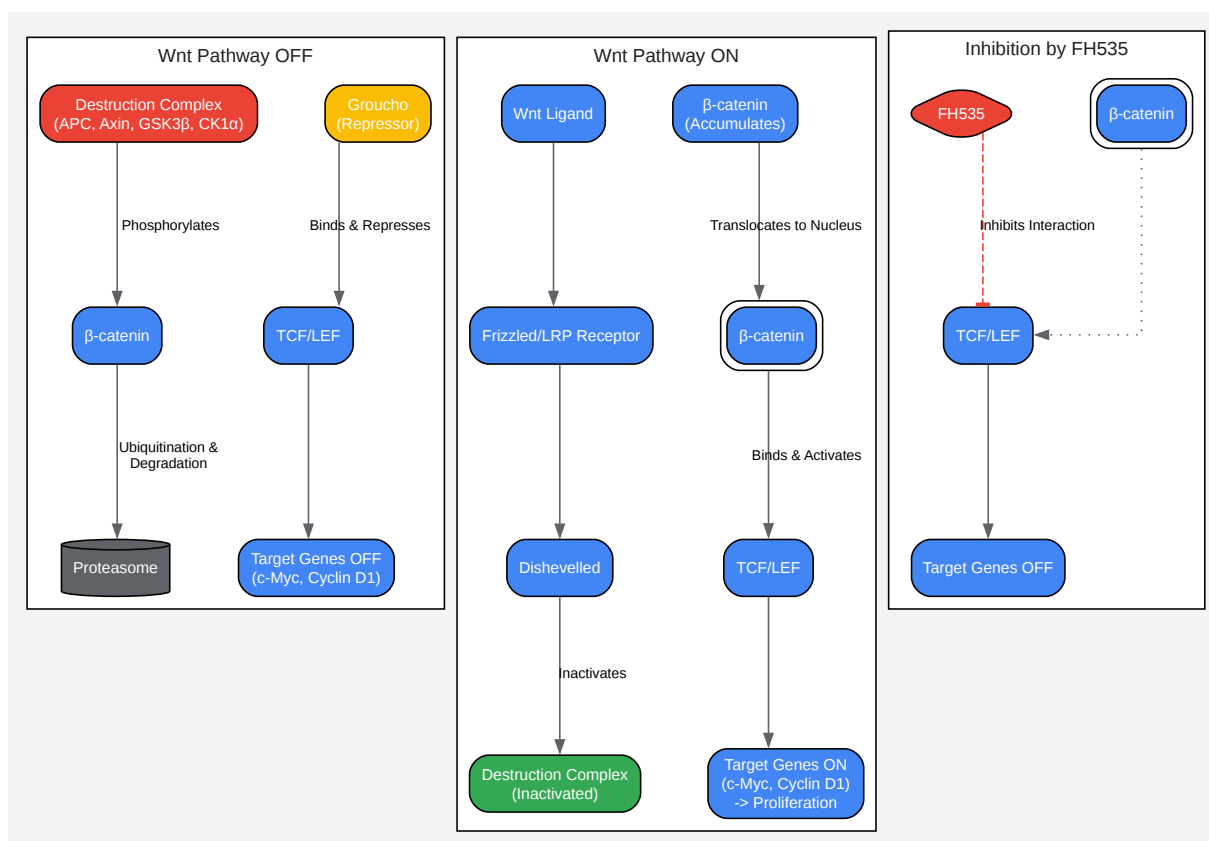 Wnt Pathway OFF
Destruction Complex
(APC, Axin, GSK3β, CK1α)
Groucho
(Repressor)
Phosphorylates
Binds & Represses
β-catenin
TCF/LEF
Ubiquitination &
Degradation
Proteasome
Target Genes OFF
(c-Myc, Cyclin D1)
Wnt Pathway ON
Wnt Ligand
β-catenin
(Accumulates)
Translocates to Nucleus
Frizzled/LRP Receptor
β-catenin
Binds & Activates
Dishevelled
TCF/LEF
Inactivates
Destruction Complex
(Inactivated)
Target Genes ON
(c-Myc, Cyclin D1)
-> Proliferation
Inhibition by FH535
FH535
β-catenin
Inhibits Interaction
TCF/LEF
Target Genes OFF